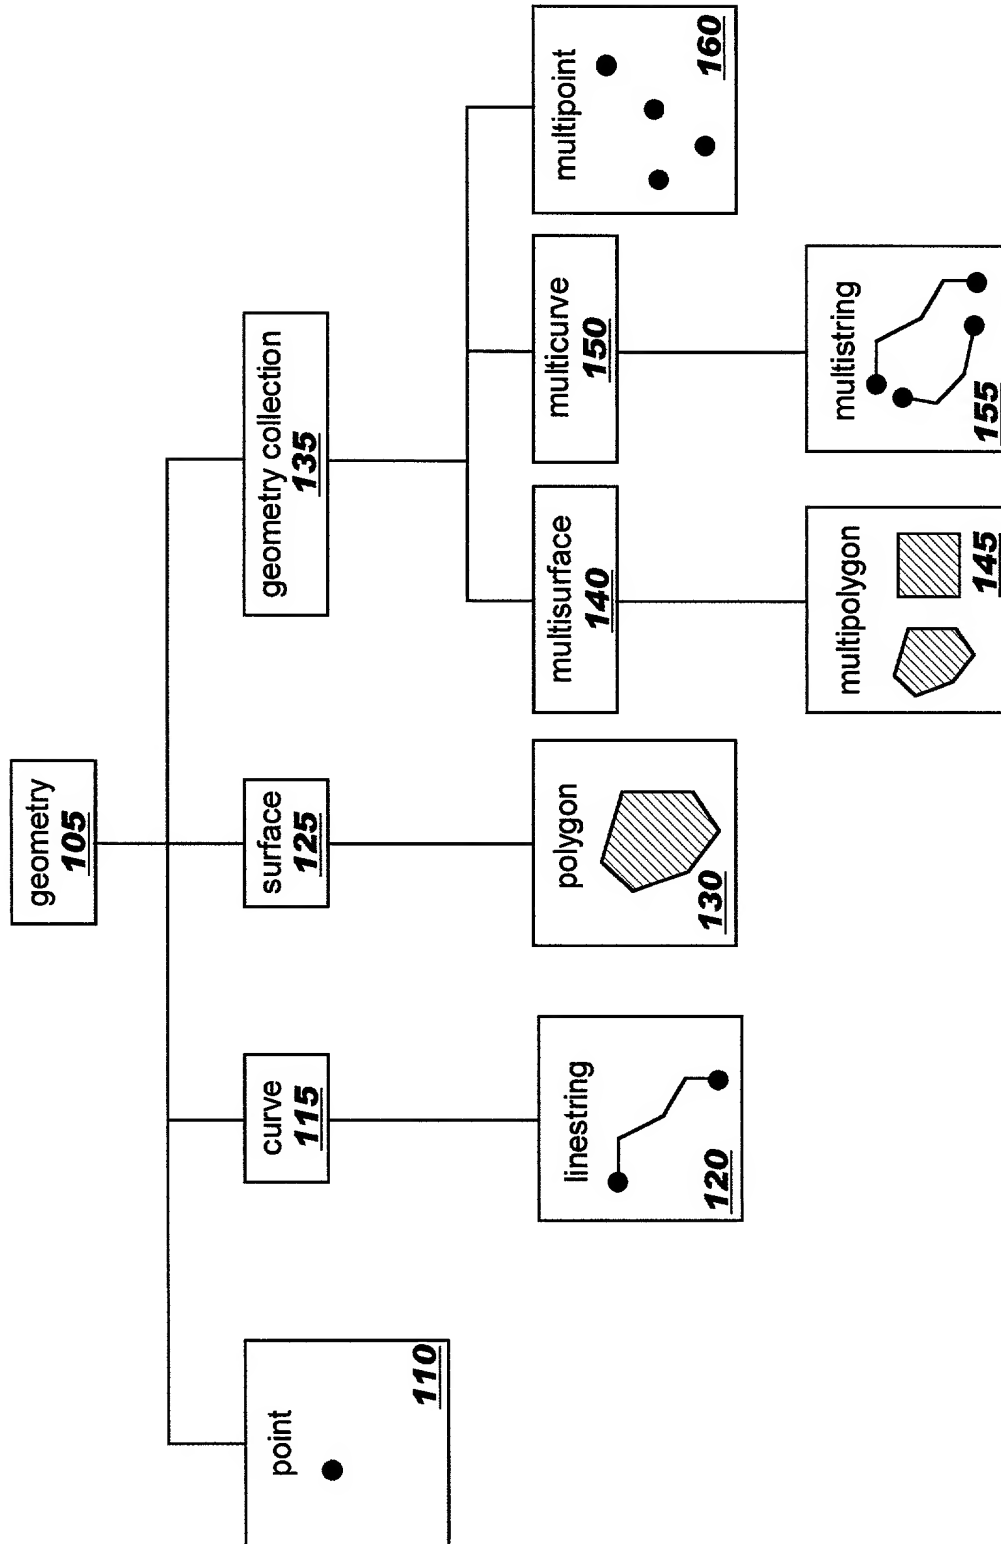 geometry
105
point
110
curve
115
linestring
120
surface
125
polygon
130
geometry collection
135
multisurface
140
multipolygon
145
multicurve
150
multistring
155
multipoint
160